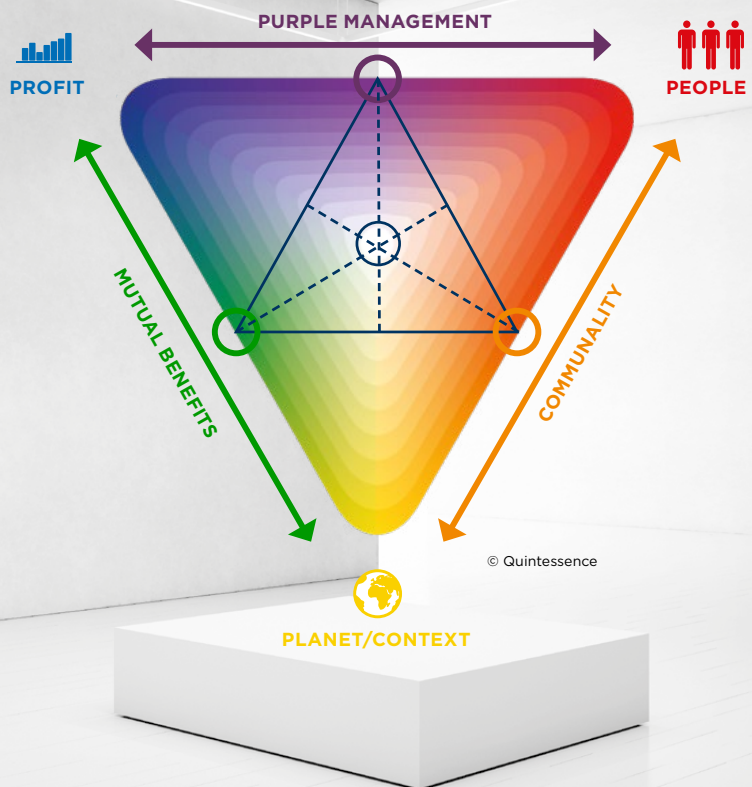 PURPLE MANAGEMENT
PROFIT
PEOPLE
MUTUAL BENEFITS
COMMUNALITY
© Quintessence
PLANET/CONTEXT